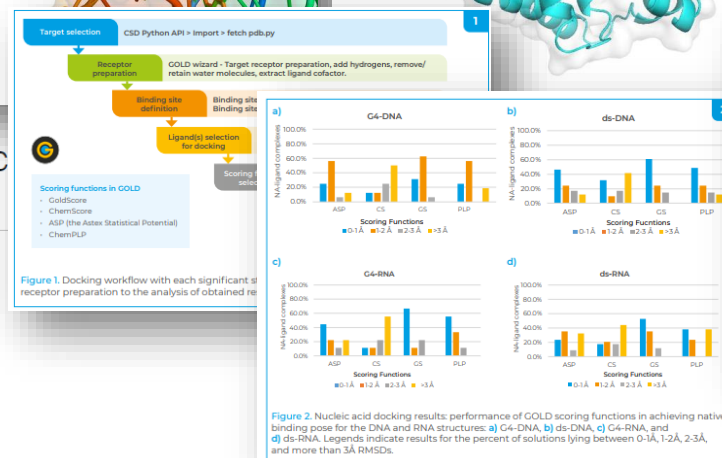 1
Target selection
CSD Python API > Import > fetch pdb.py
Receptor
preparation
GOLD wizard - Target receptor preparation, add hydrogens, remove/
retain water molecules, extract ligand cofactor.
Binding site
definition
Binding site
Binding site
Ligand(s) selection
for docking
Scoring
Scoring functions in GOLD
- GoldScore
- ChemScore
- ASP (the Astex Statistical Potential)
- ChemPLP
Figure 1. Docking workflow with each significant
receptor preparation to the analysis of obtained
a)
G4-DNA
NA-ligand complexes
100.0%
80.0%
60.0%
40.0%
20.0%
0.0%
ASP CS GS PLP
Scoring Functions
0-1Å 1-2 Å 2-3 Å >3 Å
b)
ds-DNA
NA-ligand complexes
100.0%
80.0%
60.0%
40.0%
20.0%
0.0%
ASP CS GS PLP
Scoring Functions
0-1Å 1-2 Å 2-3 Å >3 Å
c)
G4-RNA
NA-ligand complexes
100.0%
80.0%
60.0%
40.0%
20.0%
0.0%
ASP CS GS PLP
Scoring Functions
0-1Å 1-2 Å 2-3 Å >3 Å
d)
ds-RNA
NA-ligand complexes
100.0%
80.0%
60.0%
40.0%
20.0%
0.0%
ASP CS GS PLP
Scoring Functions
0-1Å 1-2 Å 2-3 Å >3 Å
Figure 2. Nucleic acid docking results: performance of GOLD scoring functions in achieving native
binding pose for the DNA and RNA structures: a) G4-DNA, b) ds-DNA, c) G4-RNA, and
d) ds-RNA. Legends indicate results for the percent of solutions lying between 0-1Å, 1-2Å, 2-3Å,
and more than 3Å RMSDs.